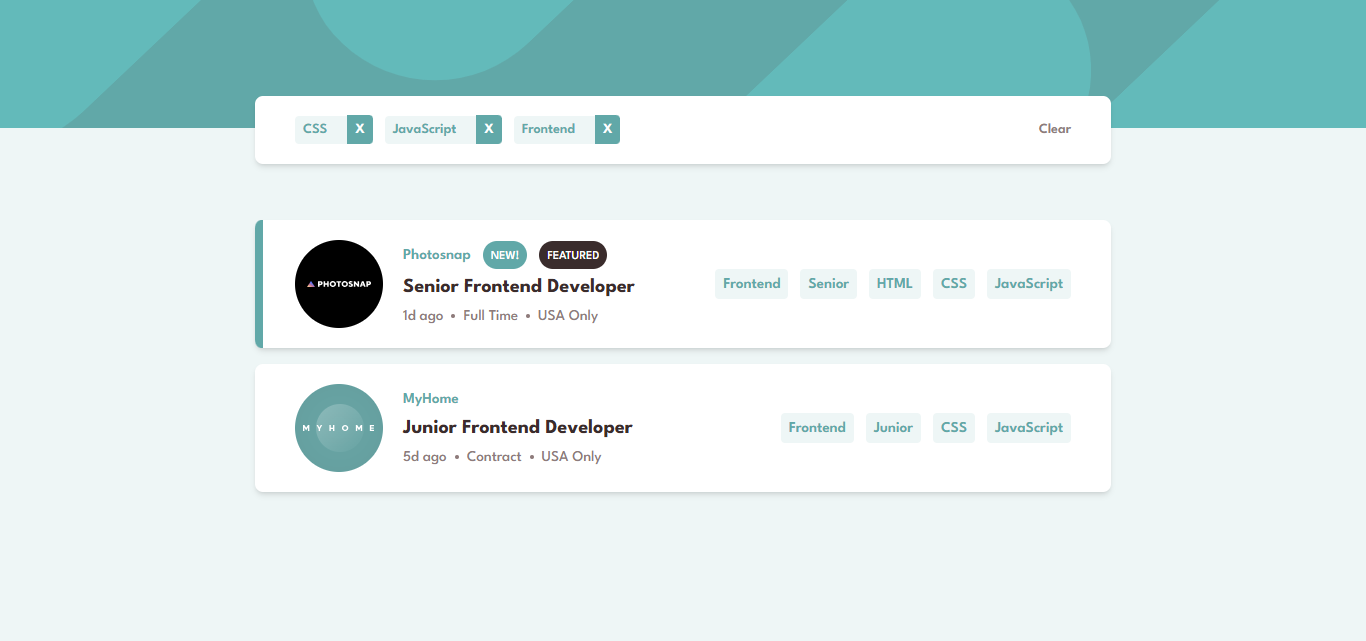 CSS X JavaScript X Frontend X Clear
Photosnap NEW! FEATURED
PHOTOSNAP
Senior Frontend Developer
1d ago • Full Time • USA Only
Frontend Senior HTML CSS JavaScript
MyHome
MYHOME
Junior Frontend Developer
5d ago • Contract • USA Only
Frontend Junior CSS JavaScript